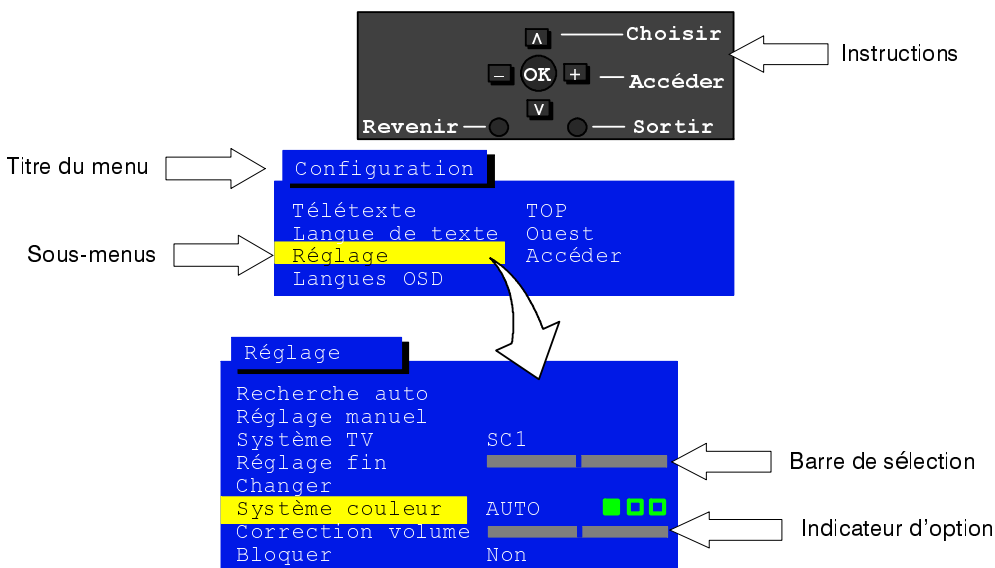 Choisir
Instructions
OK
Accéder
Revenir
Sortir
Titre du menu
Configuration
Télétexte TOP
Langue de texte Ouest
Sous-menus
Réglage Accéder
Langues OSD
Réglage
Recherche auto
Réglage manuel
Système TV SC1
Réglage fin
Barre de sélection
Changer
Système couleur AUTO
Correction volume
Indicateur d'option
Bloquer Non